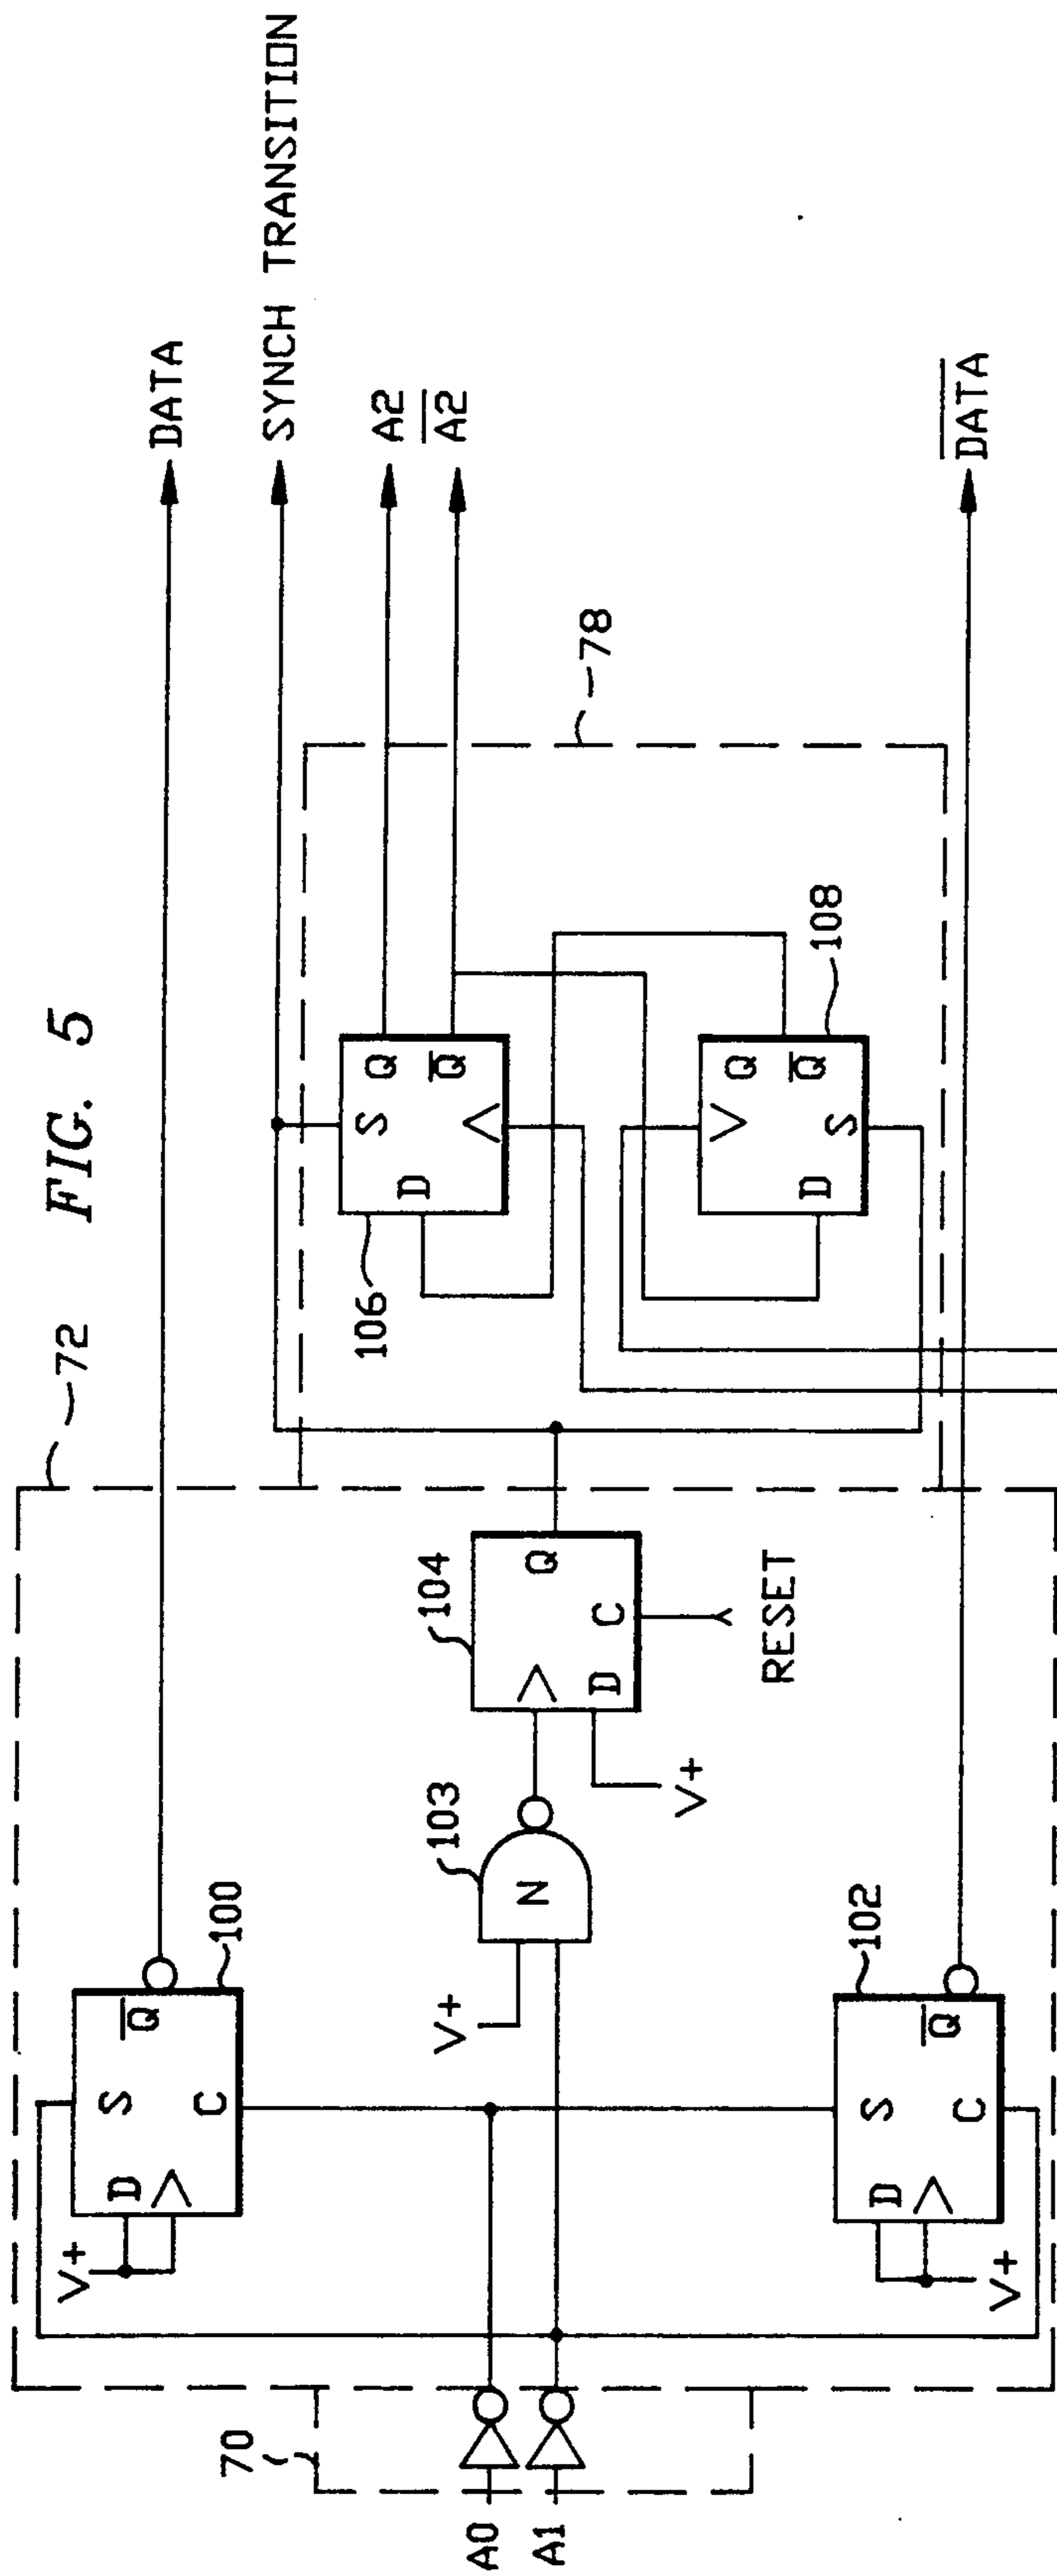 FIG. 5
72
DATA
SYNCH TRANSITION
A2
A2
DATA
78
70
A0
A1
V+
D
S
Q
C
100
V+
N
103
104
Q
D
C
V+
RESET
106
S
Q
D
Q
108
Q
D
Q
S
102
S
Q
D
C
V+